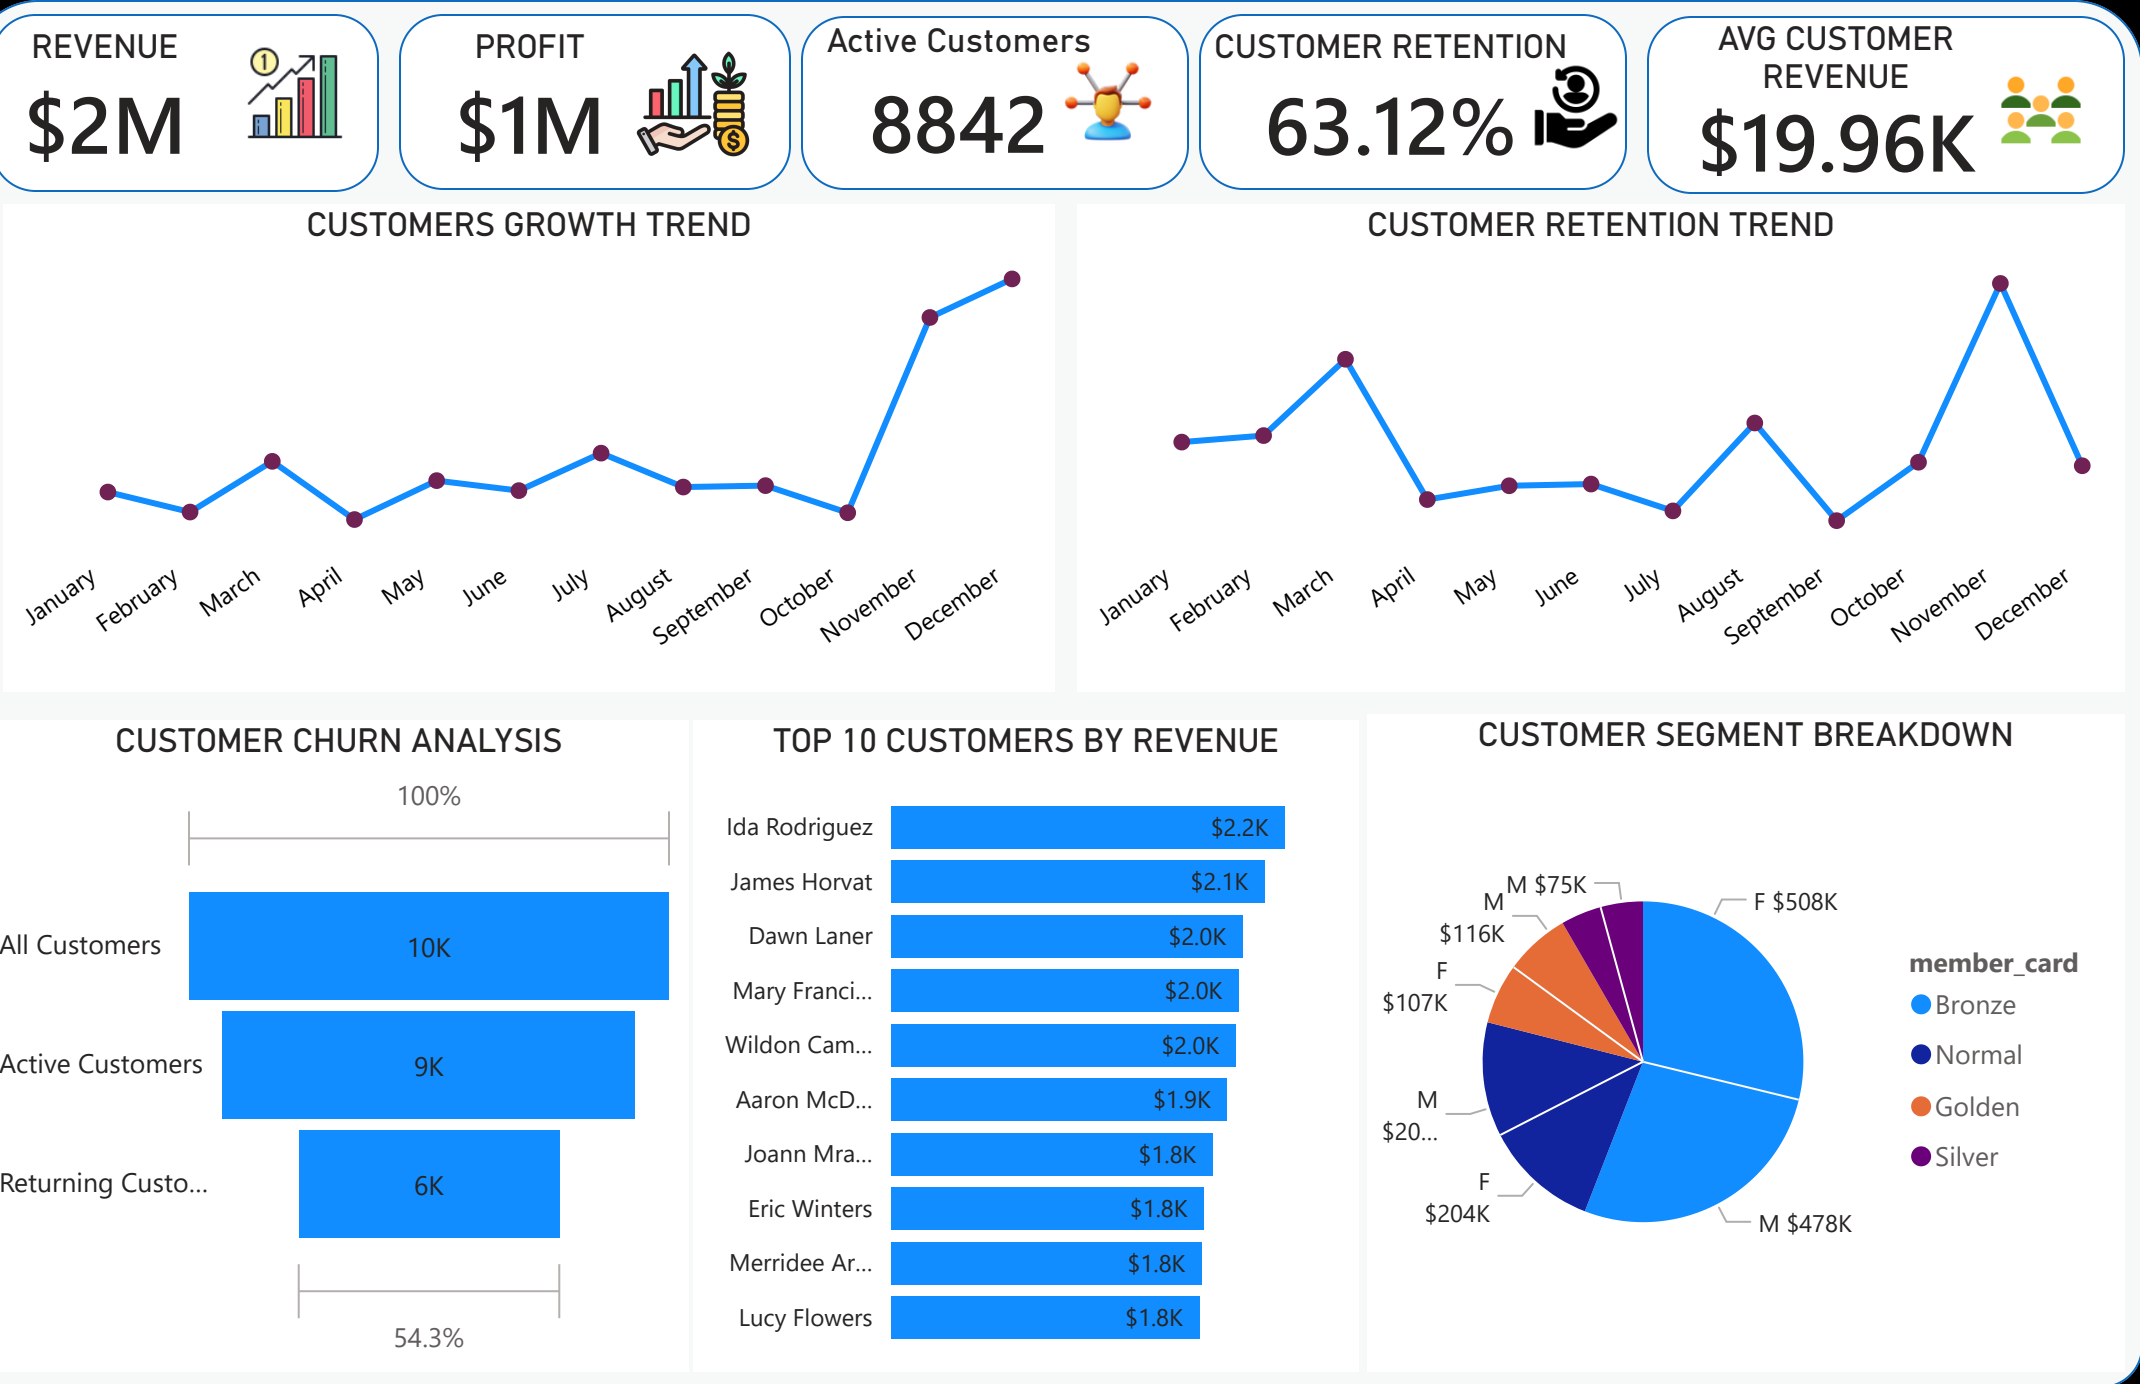 REVENUE
$2M
1
PROFIT
$1M
$
Active Customers
8842
CUSTOMER RETENTION
63.12%
AVG CUSTOMER
REVENUE
$19.96K
CUSTOMERS GROWTH TREND
January
February
March
April
May
June
July
August
September
October
November
December
CUSTOMER RETENTION TREND
January
February
March
April
May
June
July
August
September
October
November
December
CUSTOMER CHURN ANALYSIS
100%
All Customers
10K
Active Customers
9K
Returning Custo...
6K
54.3%
TOP 10 CUSTOMERS BY REVENUE
Ida Rodriguez
$2.2K
James Horvat
$2.1K
Dawn Laner
$2.0K
Mary Franci...
$2.0K
Wildon Cam...
$2.0K
Aaron McD...
$1.9K
Joann Mra...
$1.8K
Eric Winters
$1.8K
Merridee Ar...
$1.8K
Lucy Flowers
$1.8K
CUSTOMER SEGMENT BREAKDOWN
M $75K
M
$116K
F
$107K
M
$20...
F
$204K
F $508K
M $478K
member_card
Bronze
Normal
Golden
Silver